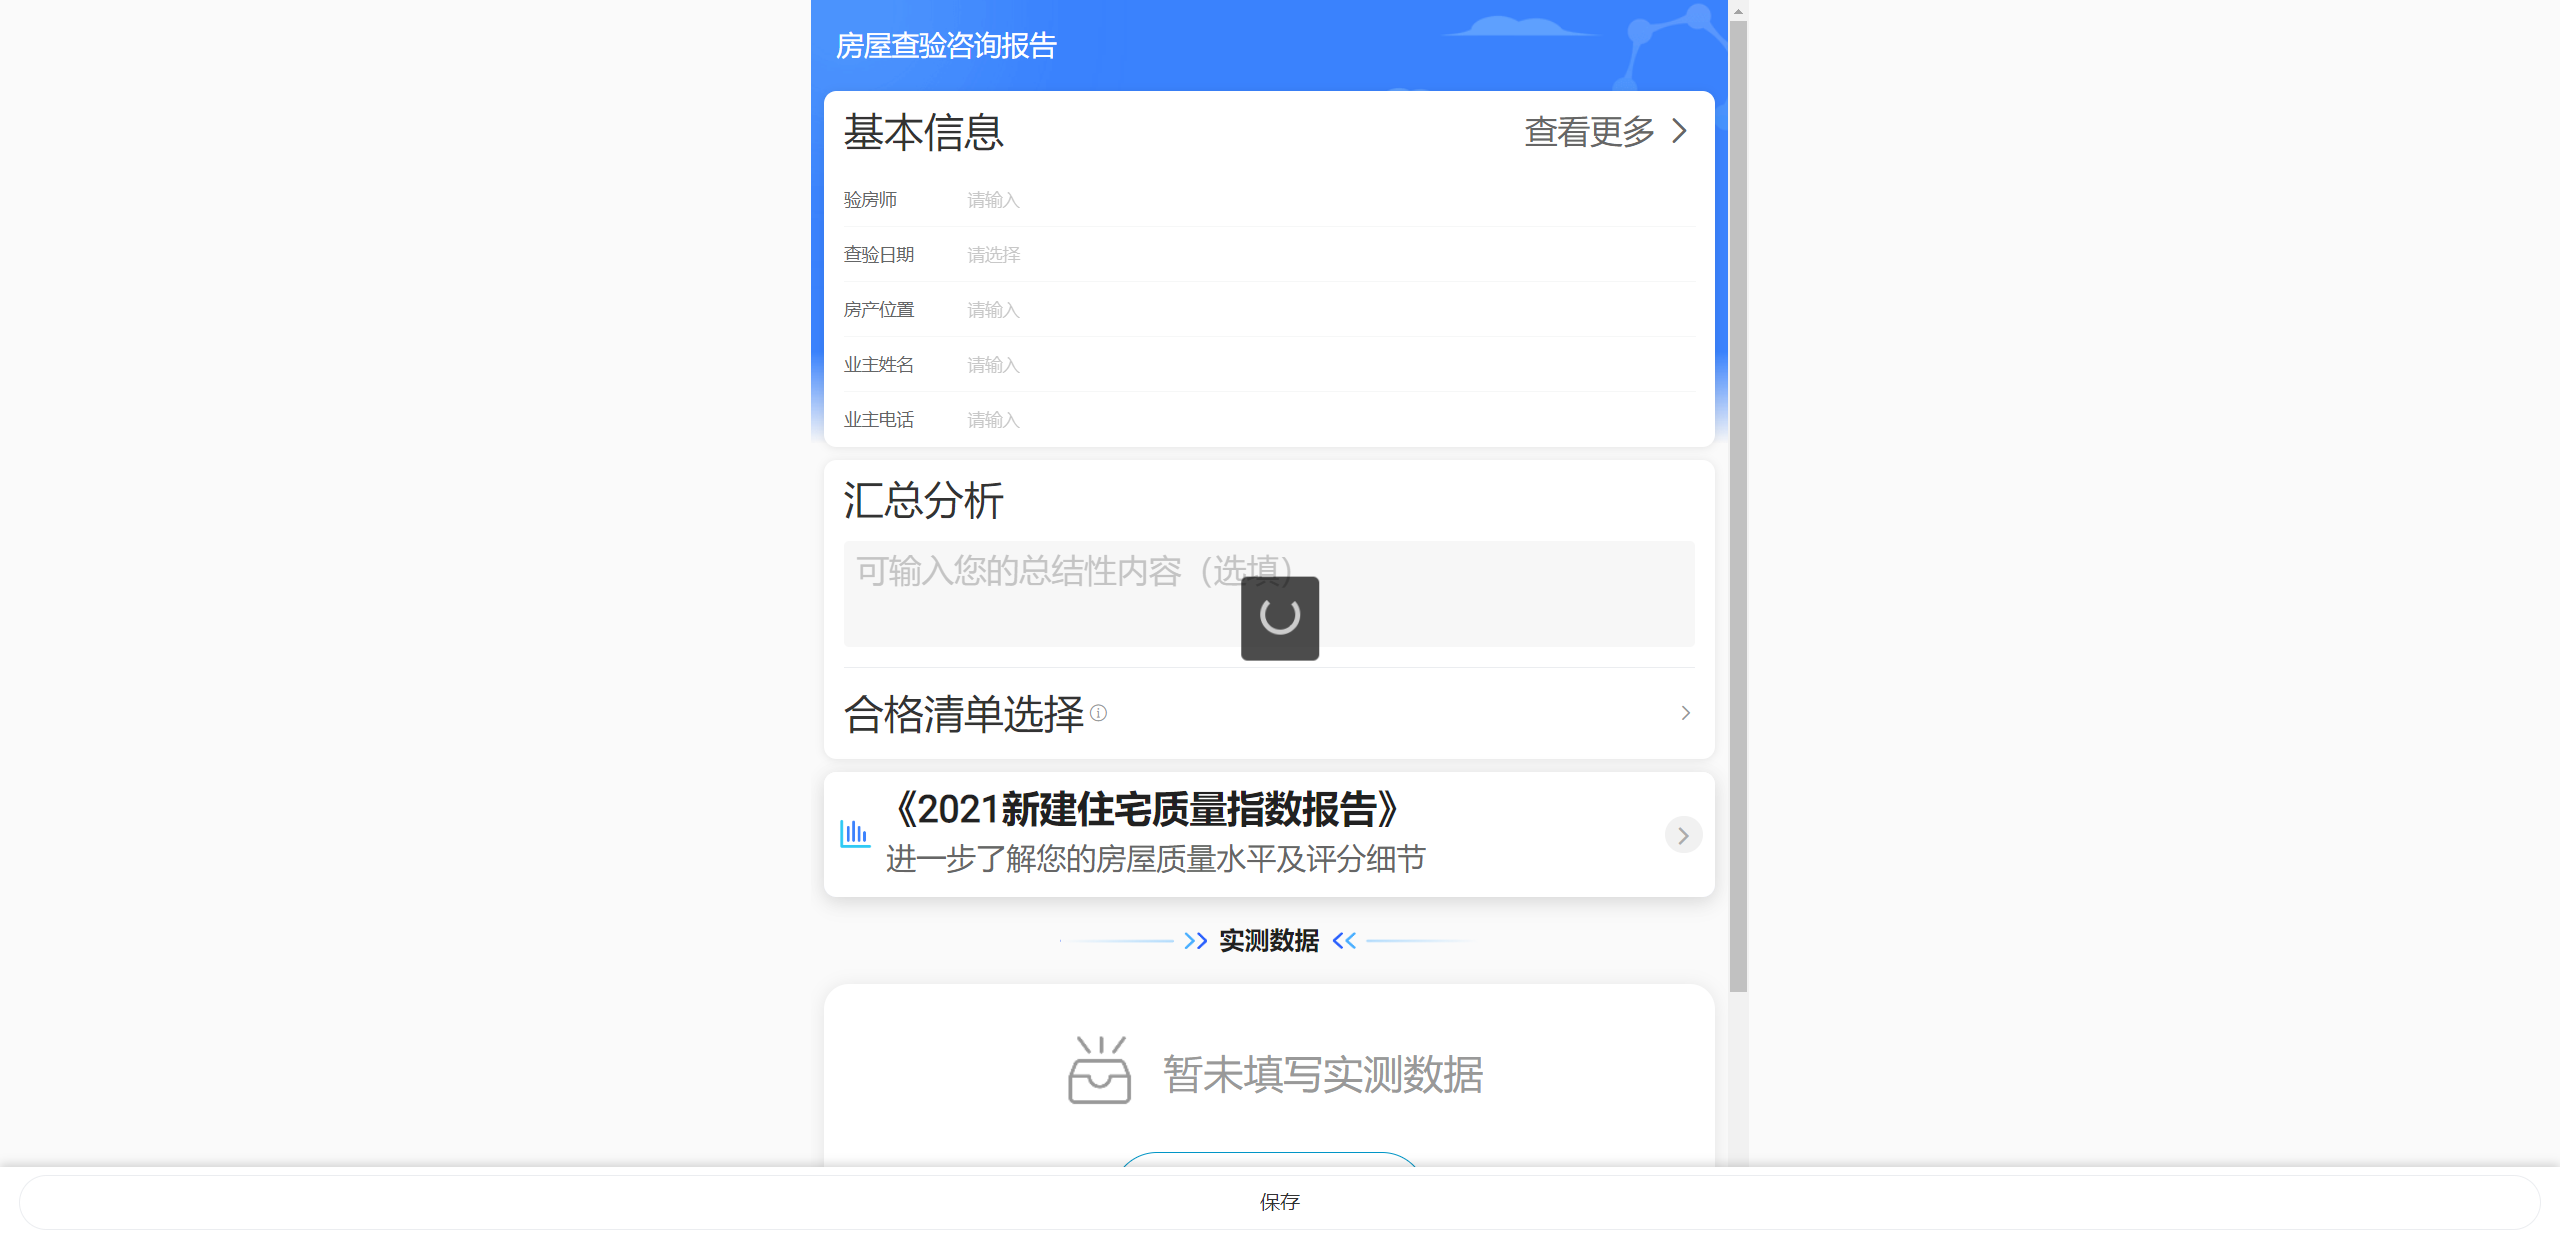 房屋查验咨询报告
基本信息
查看更多
验房师 请输入
查验日期 请选择
房产位置 请输入
业主姓名 请输入
业主电话 请输入
汇总分析
可输入您的总结性内容（选填）
合格清单选择
《2021新建住宅质量指数报告》
进一步了解您的房屋质量水平及评分细节
实测数据
暂未填写实测数据
保存